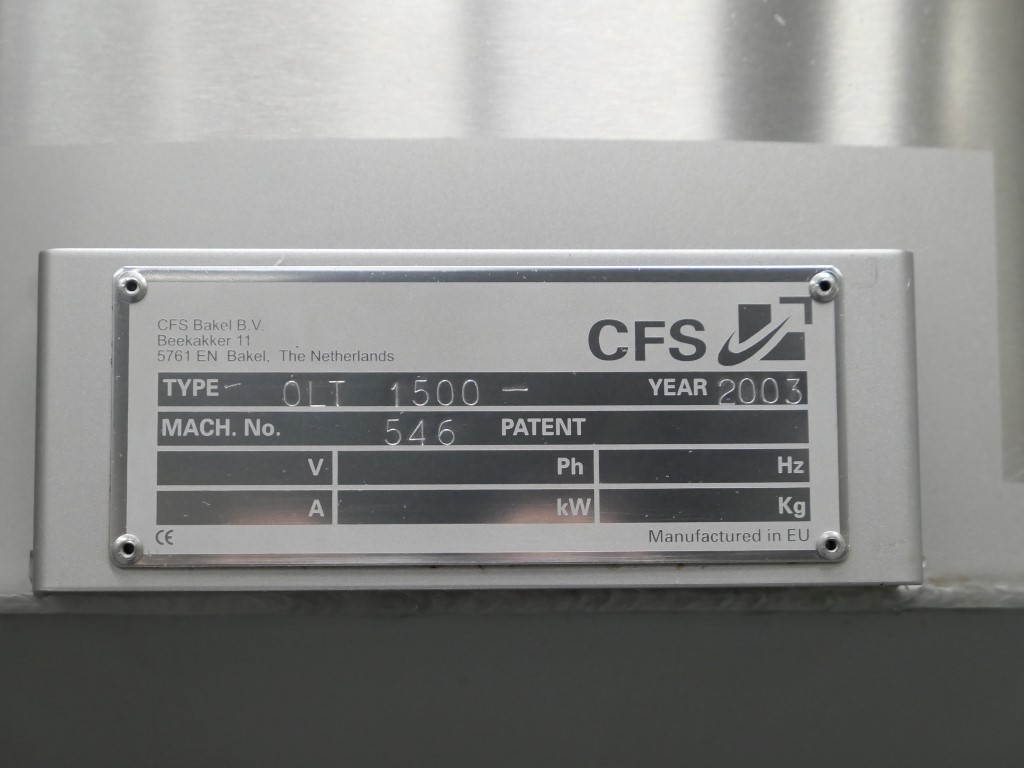 CFS Bakel B.V.
Beekakker 11
5761 EN Bakel, The Netherlands
CFS
TYPE - OLT 1500 - YEAR 2003
MACH. No. 546 PATENT
V Ph Hz
A kW Kg
CE Manufactured in EU